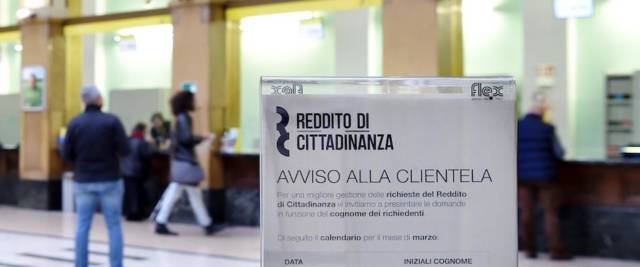 flex
REDDITO DI
CITTADINANZA
AVVISO ALLA CLIENTELA
Per una migliore gestione delle richieste del Reddito
di Cittadinanza vi invitiamo a presentare le domande
in funzione del cognome dei richiedenti
Di seguito il calendario per il mese di marzo:
DATA INIZIALI COGNOME